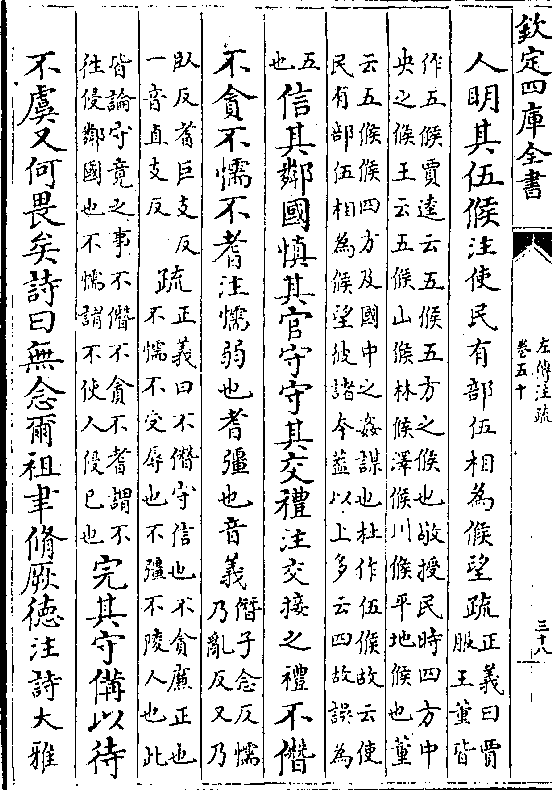 欽定四庫全書
左傳注疏
卷五十
三十八
人明其伍候注使民有部伍相為候望疏正義曰賈
服王董皆
作五候賈逵云五候五方之候也敬授民時四方中
央之候王云五候山候林候澤候川候平地候也董
云五候候四方及國中之姦謀也杜作伍候故云使
民有部伍相為候望彼諸今蓋以上多云四故誤為
五
也信其鄰國慎其官守守其交禮注交接之禮不僭
不貪不懦不耆注懦弱也耆彊也音義僭子念反懦
乃亂反又乃
臥反耆巨支反
一音直支反疏正義曰不僭守信也不貪廉正也
不懦不受辱也不彊不陵人也此
皆論守竟之事不僭不貪不耆謂不
往侵鄰國也不懦謂不使人侵已也完其守備以待
不虞又何畏矣詩曰無念爾祖聿脩厥德注詩大雅